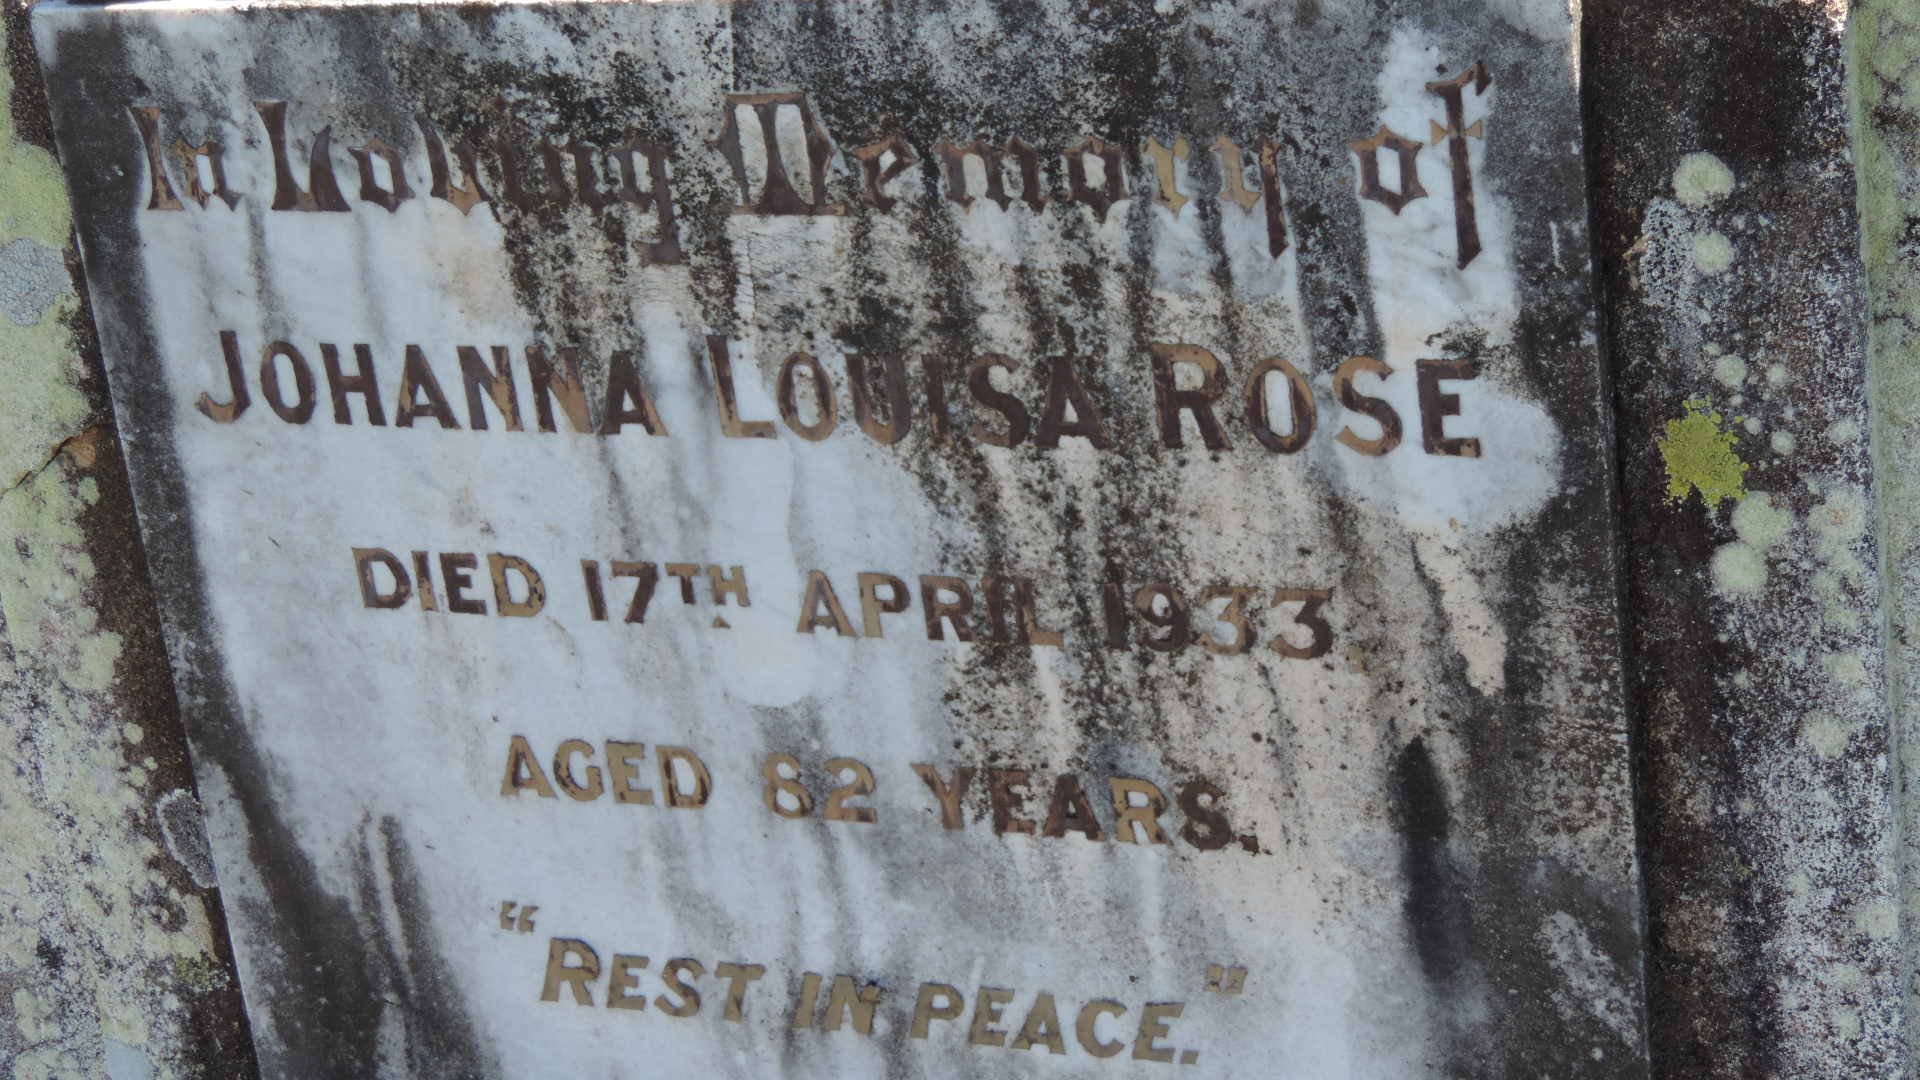 In Loving Memory of
JOHANNA LOUISA ROSE
DIED 17TH APRIL 1933,
AGED 82 YEARS.
"REST IN PEACE."